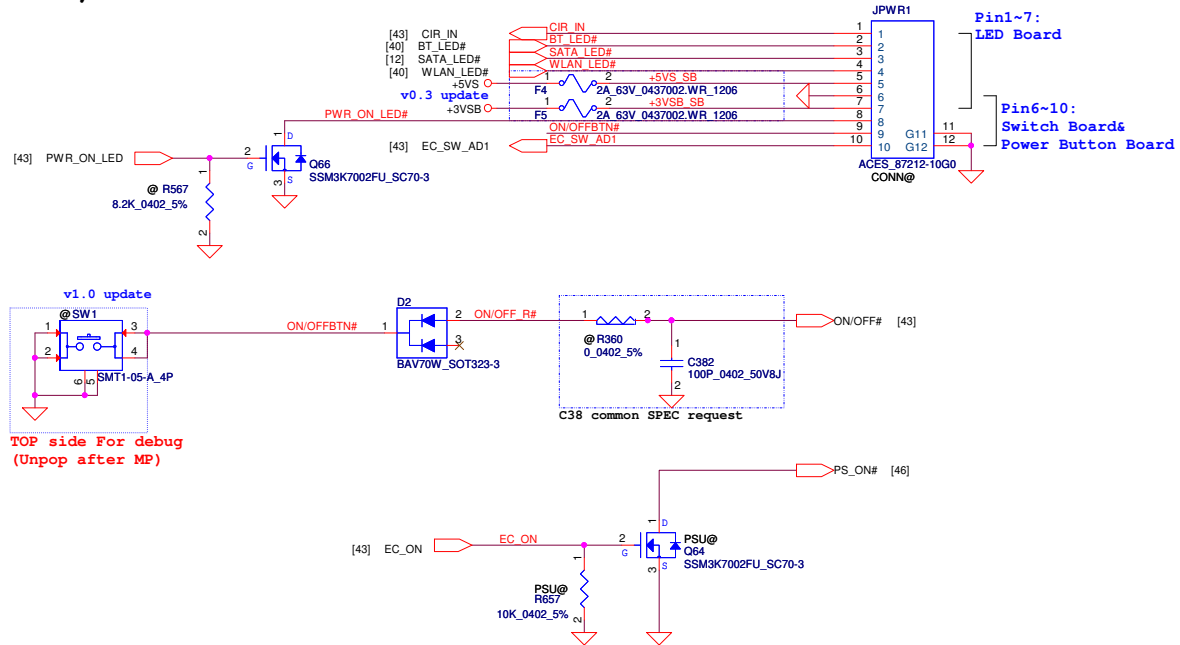 JPWR1
Pin1~7:
LED Board
[43] CIR_IN CIR_IN 1 1
[40] BT_LED# BT_LED# 2 2
[12] SATA_LED# SATA_LED# 3 3
[40] WLAN_LED# WLAN_LED# 4 4
+5VS 1 2 +5VS_SB 5 5
F4 2A_63V_0437002.WR_1206 6 6
v0.3 update
+3VSB 1 2 +3VSB_SB 7 7
F5 2A_63V_0437002.WR_1206
PWR_ON_LED# 8 8
ON/OFFBTN# 9 9 G11 11
[43] EC_SW_AD1 EC_SW_AD1 10 10 G12 12
ACES_87212-10G0
CONN@
Pin6~10:
Switch Board&
Power Button Board
[43] PWR_ON_LED 2 G 1 D 3 S
Q66
SSM3K7002FU_SC70-3
1
@ R567
8.2K_0402_5%
2
v1.0 update
@SW1
1 3
2 4
6 5
SMT1-05-A_4P
TOP side For debug
(Unpop after MP)
ON/OFFBTN#
D2
1 2
3
BAV70W_SOT323-3
ON/OFF_R#
1 2
@R360
0_0402_5%
1
C382
100P_0402_50V8J
2
ON/OFF# [43]
C38 common SPEC request
PS_ON# [46]
[43] EC_ON EC_ON 2 G 1 D 3 S
PSU@
Q64
SSM3K7002FU_SC70-3
1
PSU@
R657
10K_0402_5%
2